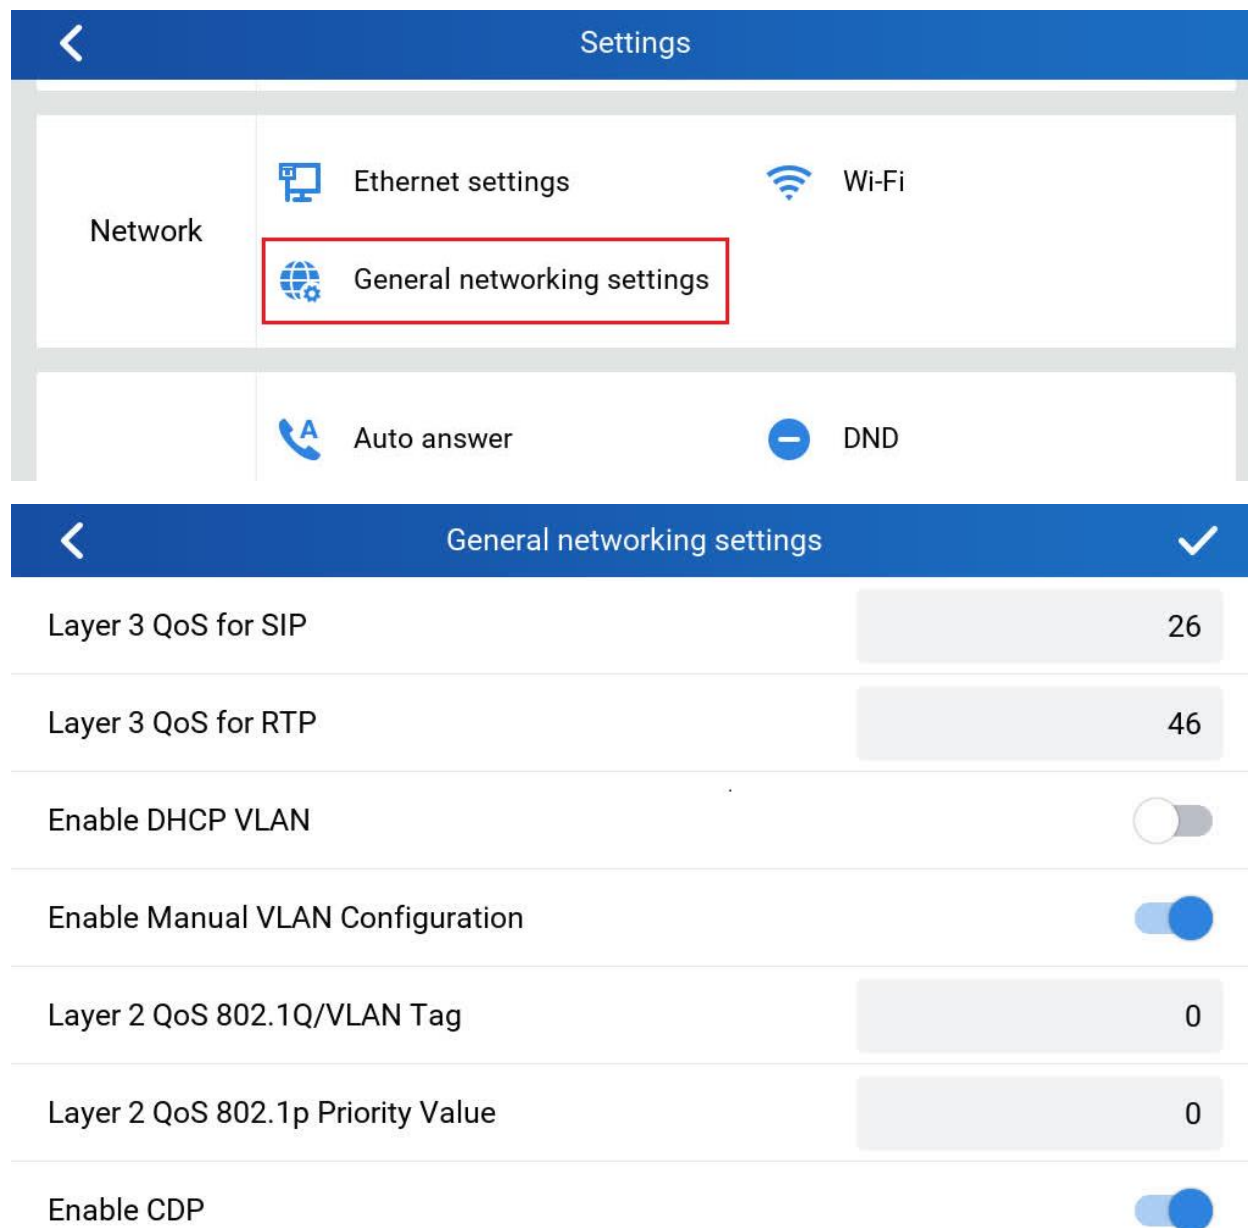 Settings
Ethernet settings
Wi-Fi
Network
General networking settings
Auto answer
DND
General networking settings
Layer 3 QoS for SIP
26
Layer 3 QoS for RTP
46
Enable DHCP VLAN
Enable Manual VLAN Configuration
Layer 2 QoS 802.1Q/VLAN Tag
0
Layer 2 QoS 802.1p Priority Value
0
Enable CDP